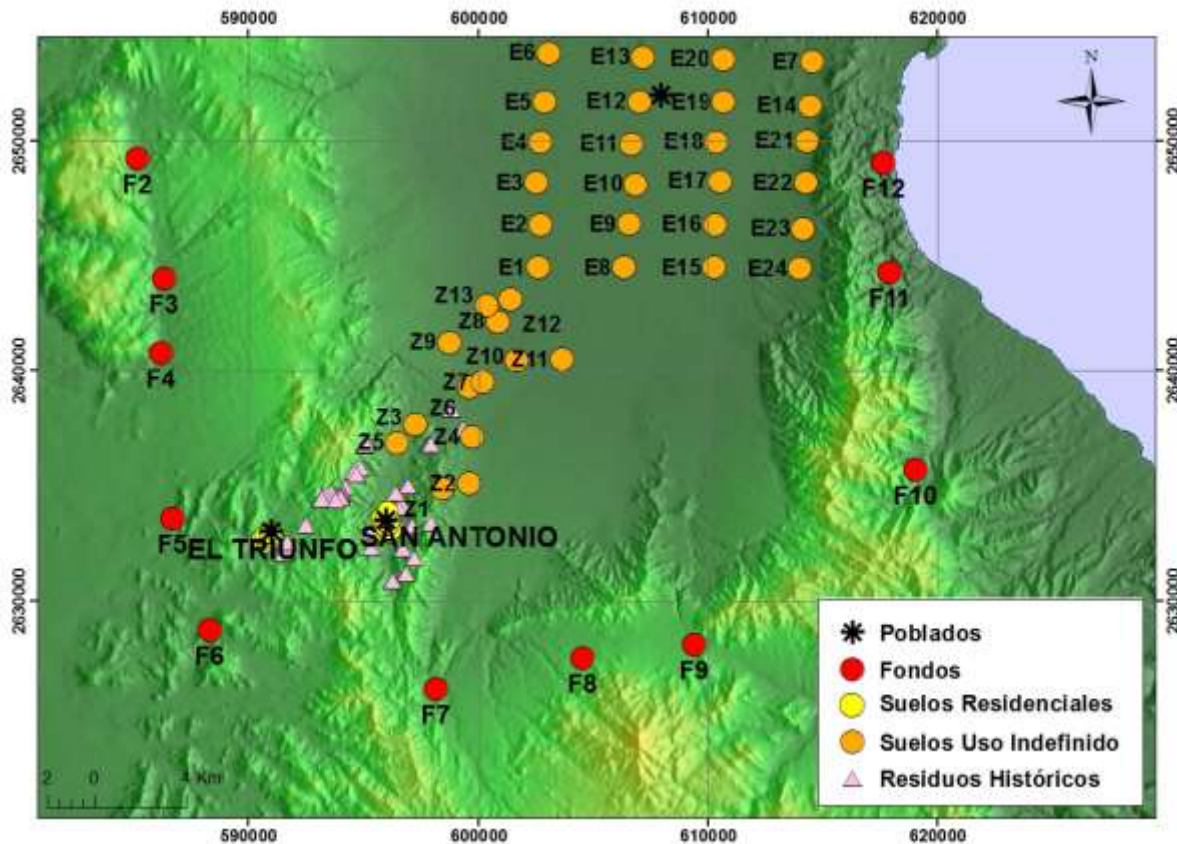 590000 600000 610000 620000
N
E6 E13 E20 E7
E5 E12 E19 E14
2650000 E4 E11 E18 E21 2650000
F2 E3 E10 E17 E22 F12
E2 E9 E16 E23
E1 E8 E15 E24
F3 Z13 F11
Z8 Z12
Z9
F4 Z10 Z11
2640000 Z7 2640000
Z6
Z3
Z5 Z4
F10
Z2
Z1
F5 EL TRIUNFO SAN ANTONIO
2630000 2630000
F6
F7 F8 F9
Poblados
Fondos
Suelos Residenciales
Suelos Uso Indefinido
Residuos Históricos
2 0 4 Km
590000 600000 610000 620000